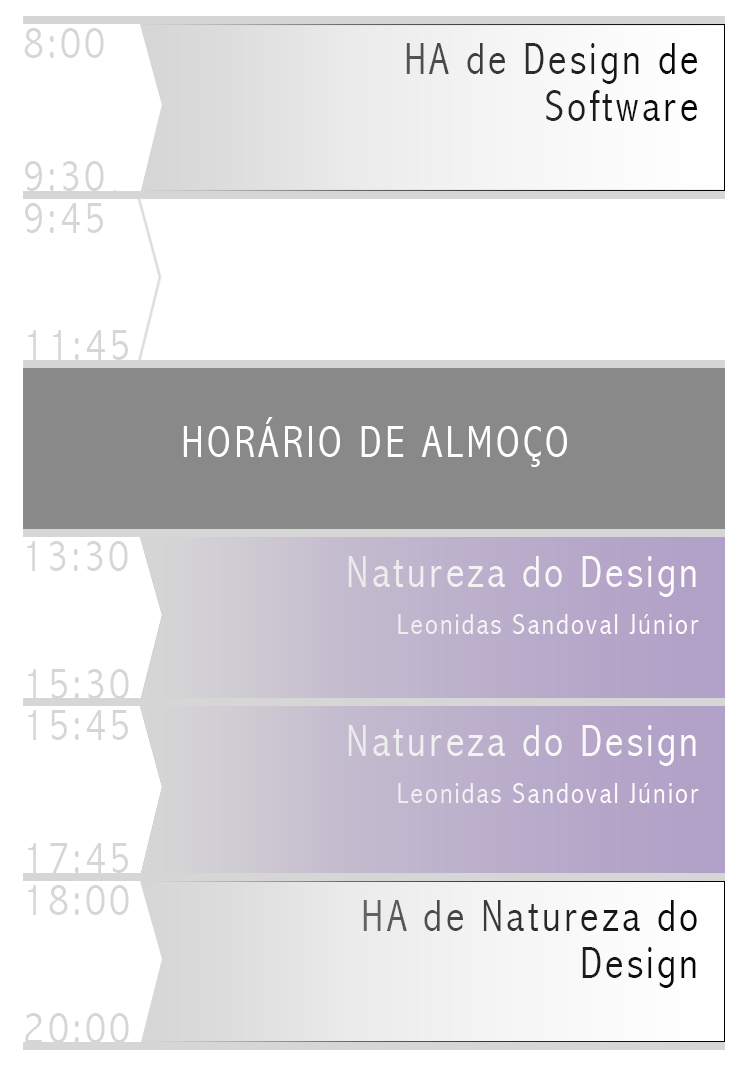 8:00
HA de Design de
Software
9:30
9:45
11:45
HORÁRIO DE ALMOÇO
13:30
Natureza do Design
Leonidas Sandoval Júnior
15:30
15:45
Natureza do Design
Leonidas Sandoval Júnior
17:45
18:00
HA de Natureza do
Design
20:00